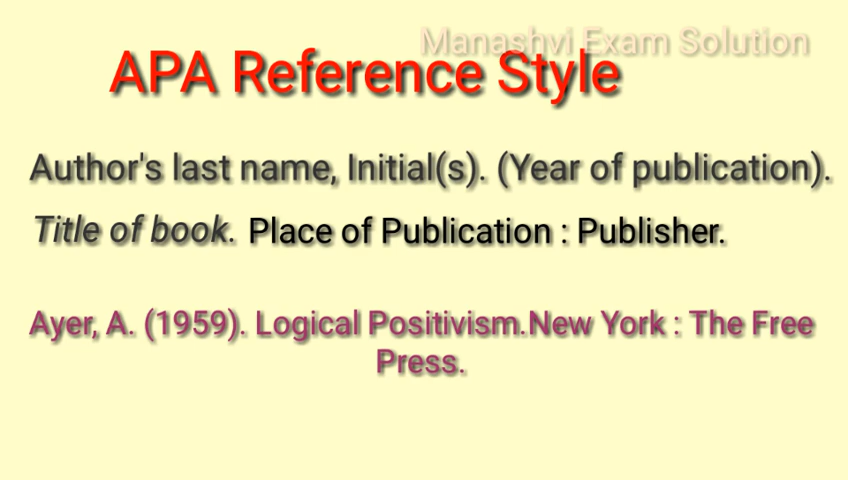 Manashvi Exam Solution
APA Reference Style
Author's last name, Initial(s). (Year of publication).
Title of book. Place of Publication : Publisher.
Ayer, A. (1959). Logical Positivism.New York : The Free
Press.